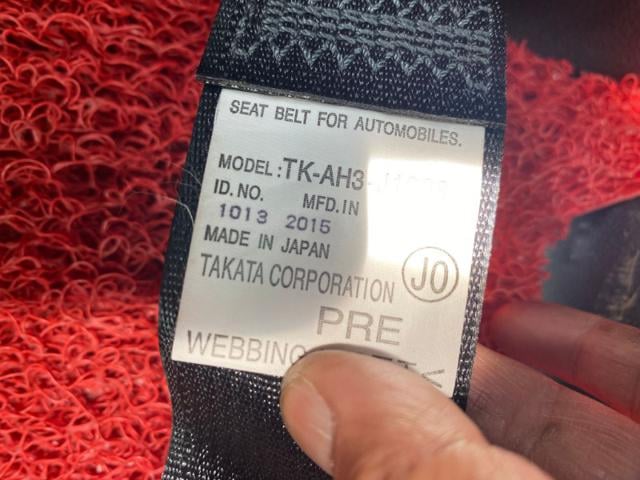 SEAT BELT FOR AUTOMOBILES.
MODEL: TK-AH3-
ID.NO. MFD.IN
1013 2015
MADE IN JAPAN
TAKATA CORPORATION J0
PRE
WEBBING